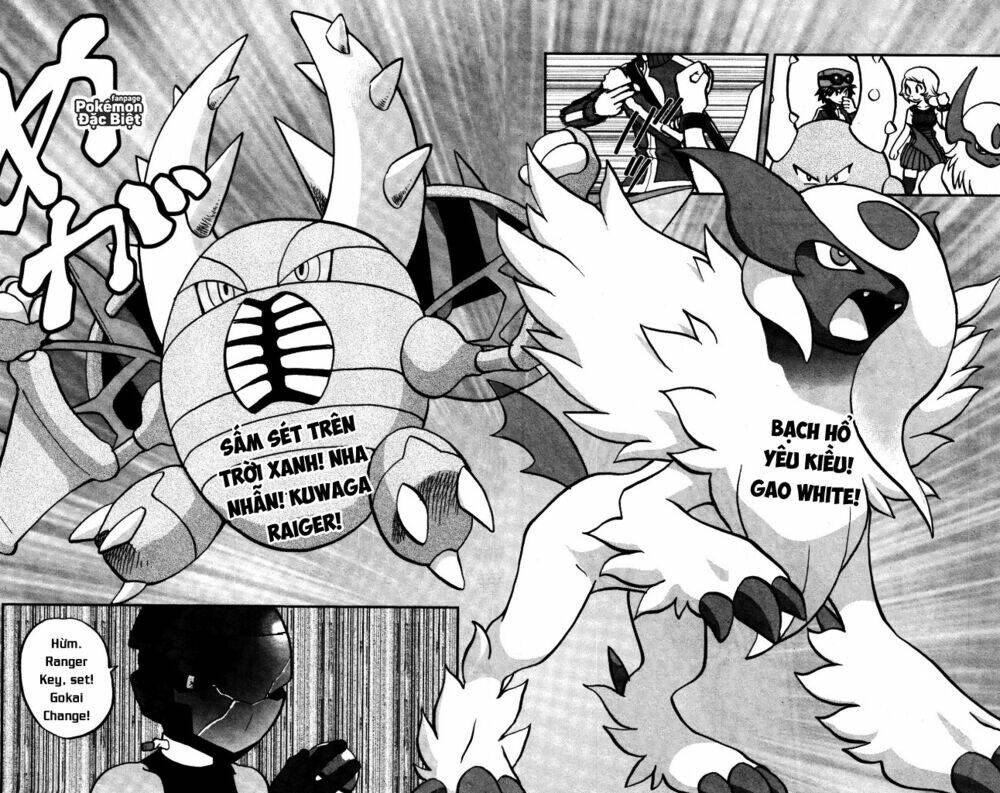 fanpage
Pokémon
Đặc Biệt
BẠCH HỔ
YÊU KIỀU!
GAO WHITE!
SẤM SÉT TRÊN
TRỜI XANH! NHA
NHẪN! KUWAGA
RAIGER!
Hừm.
Ranger
Key, set!
Gokai
Change!